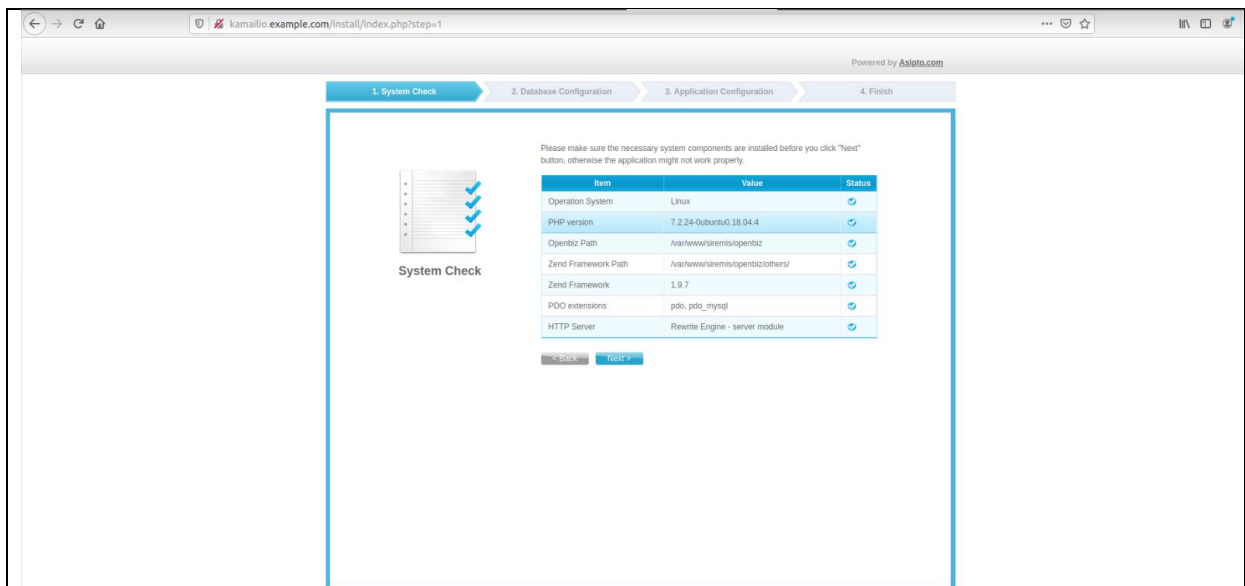 kamailio.example.com/install/index.php?step=1
Powered by Asipto.com
1. System Check
2. Database Configuration
3. Application Configuration
4. Finish
Please make sure the necessary system components are installed before you click "Next"
button, otherwise the application might not work properly.
Item Value Status
Operation System Linux
PHP version 7.2.24-0ubuntu0.18.04.4
Openbiz Path /var/www/siremis/openbiz
Zend Framework Path /var/www/siremis/openbiz/others/
Zend Framework 1.9.7
PDO extensions pdo, pdo_mysql
HTTP Server Rewrite Engine - server module
System Check
< Back Next >